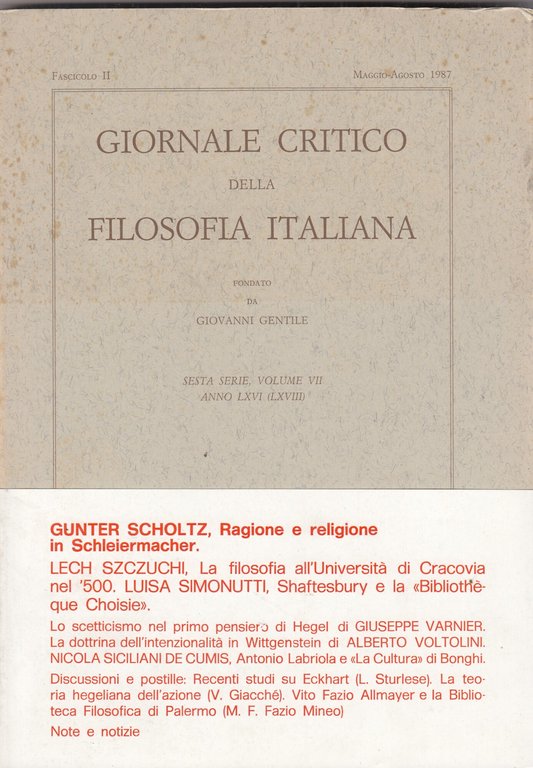 FASCICOLO II MAGGIO-AGOSTO 1987
GIORNALE CRITICO
DELLA
FILOSOFIA ITALIANA
FONDATO
DA
GIOVANNI GENTILE
SESTA SERIE, VOLUME VII
ANNO LXVI (LXVIII)
GUNTER SCHOLTZ, Ragione e religione
in Schleiermacher.
LECH SZCZUCHI, La filosofia all'Università di Cracovia
nel '500. LUISA SIMONUTTI, Shaftesbury e la «Bibliothè-
que Choisie».
Lo scetticismo nel primo pensiero di Hegel di GIUSEPPE VARNIER.
La dottrina dell'intenzionalità in Wittgenstein di ALBERTO VOLTOLINI.
NICOLA SICILIANI DE CUMIS, Antonio Labriola e «La Cultura» di Bonghi.
Discussioni e postille: Recenti studi su Eckhart (L. Sturlese). La teo-
ria hegeliana dell'azione (V. Giacché). Vito Fazio Allmayer e la Biblio-
teca Filosofica di Palermo (M. F. Fazio Mineo)
Note e notizie